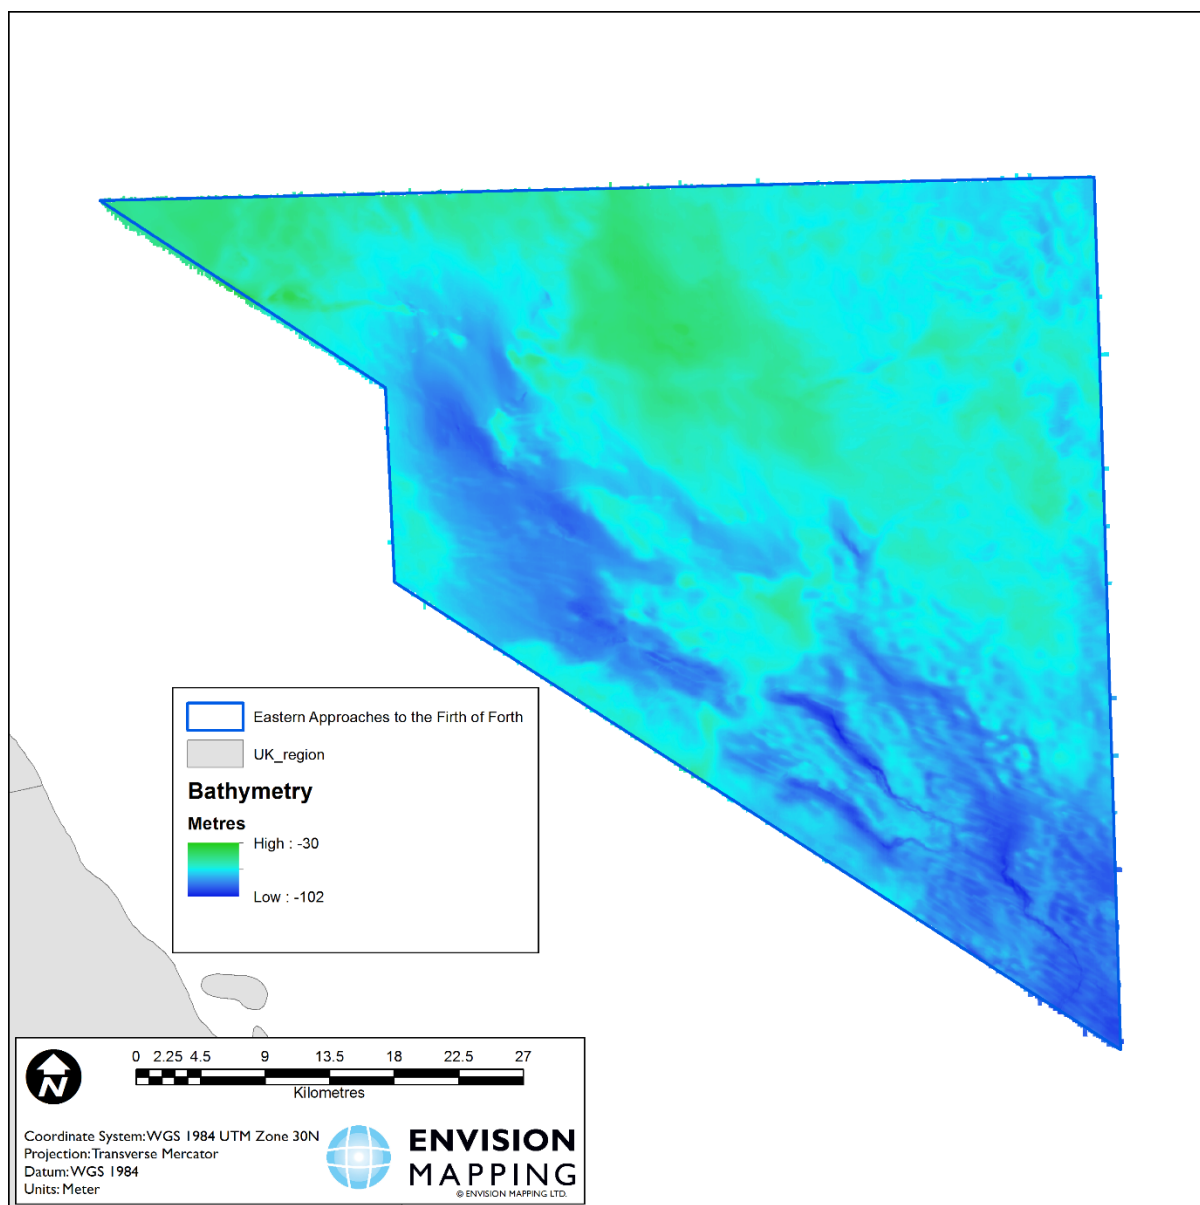 Eastern Approaches to the Firth of Forth
UK_region
Bathymetry
Metres
High : -30
Low : -102
0 2.25 4.5 9 13.5 18 22.5 27
Kilometres
N
Coordinate System:WGS 1984 UTM Zone 30N
Projection:Transverse Mercator
Datum:WGS 1984
Units: Meter
ENVISION
MAPPING
© ENVISION MAPPING LTD.